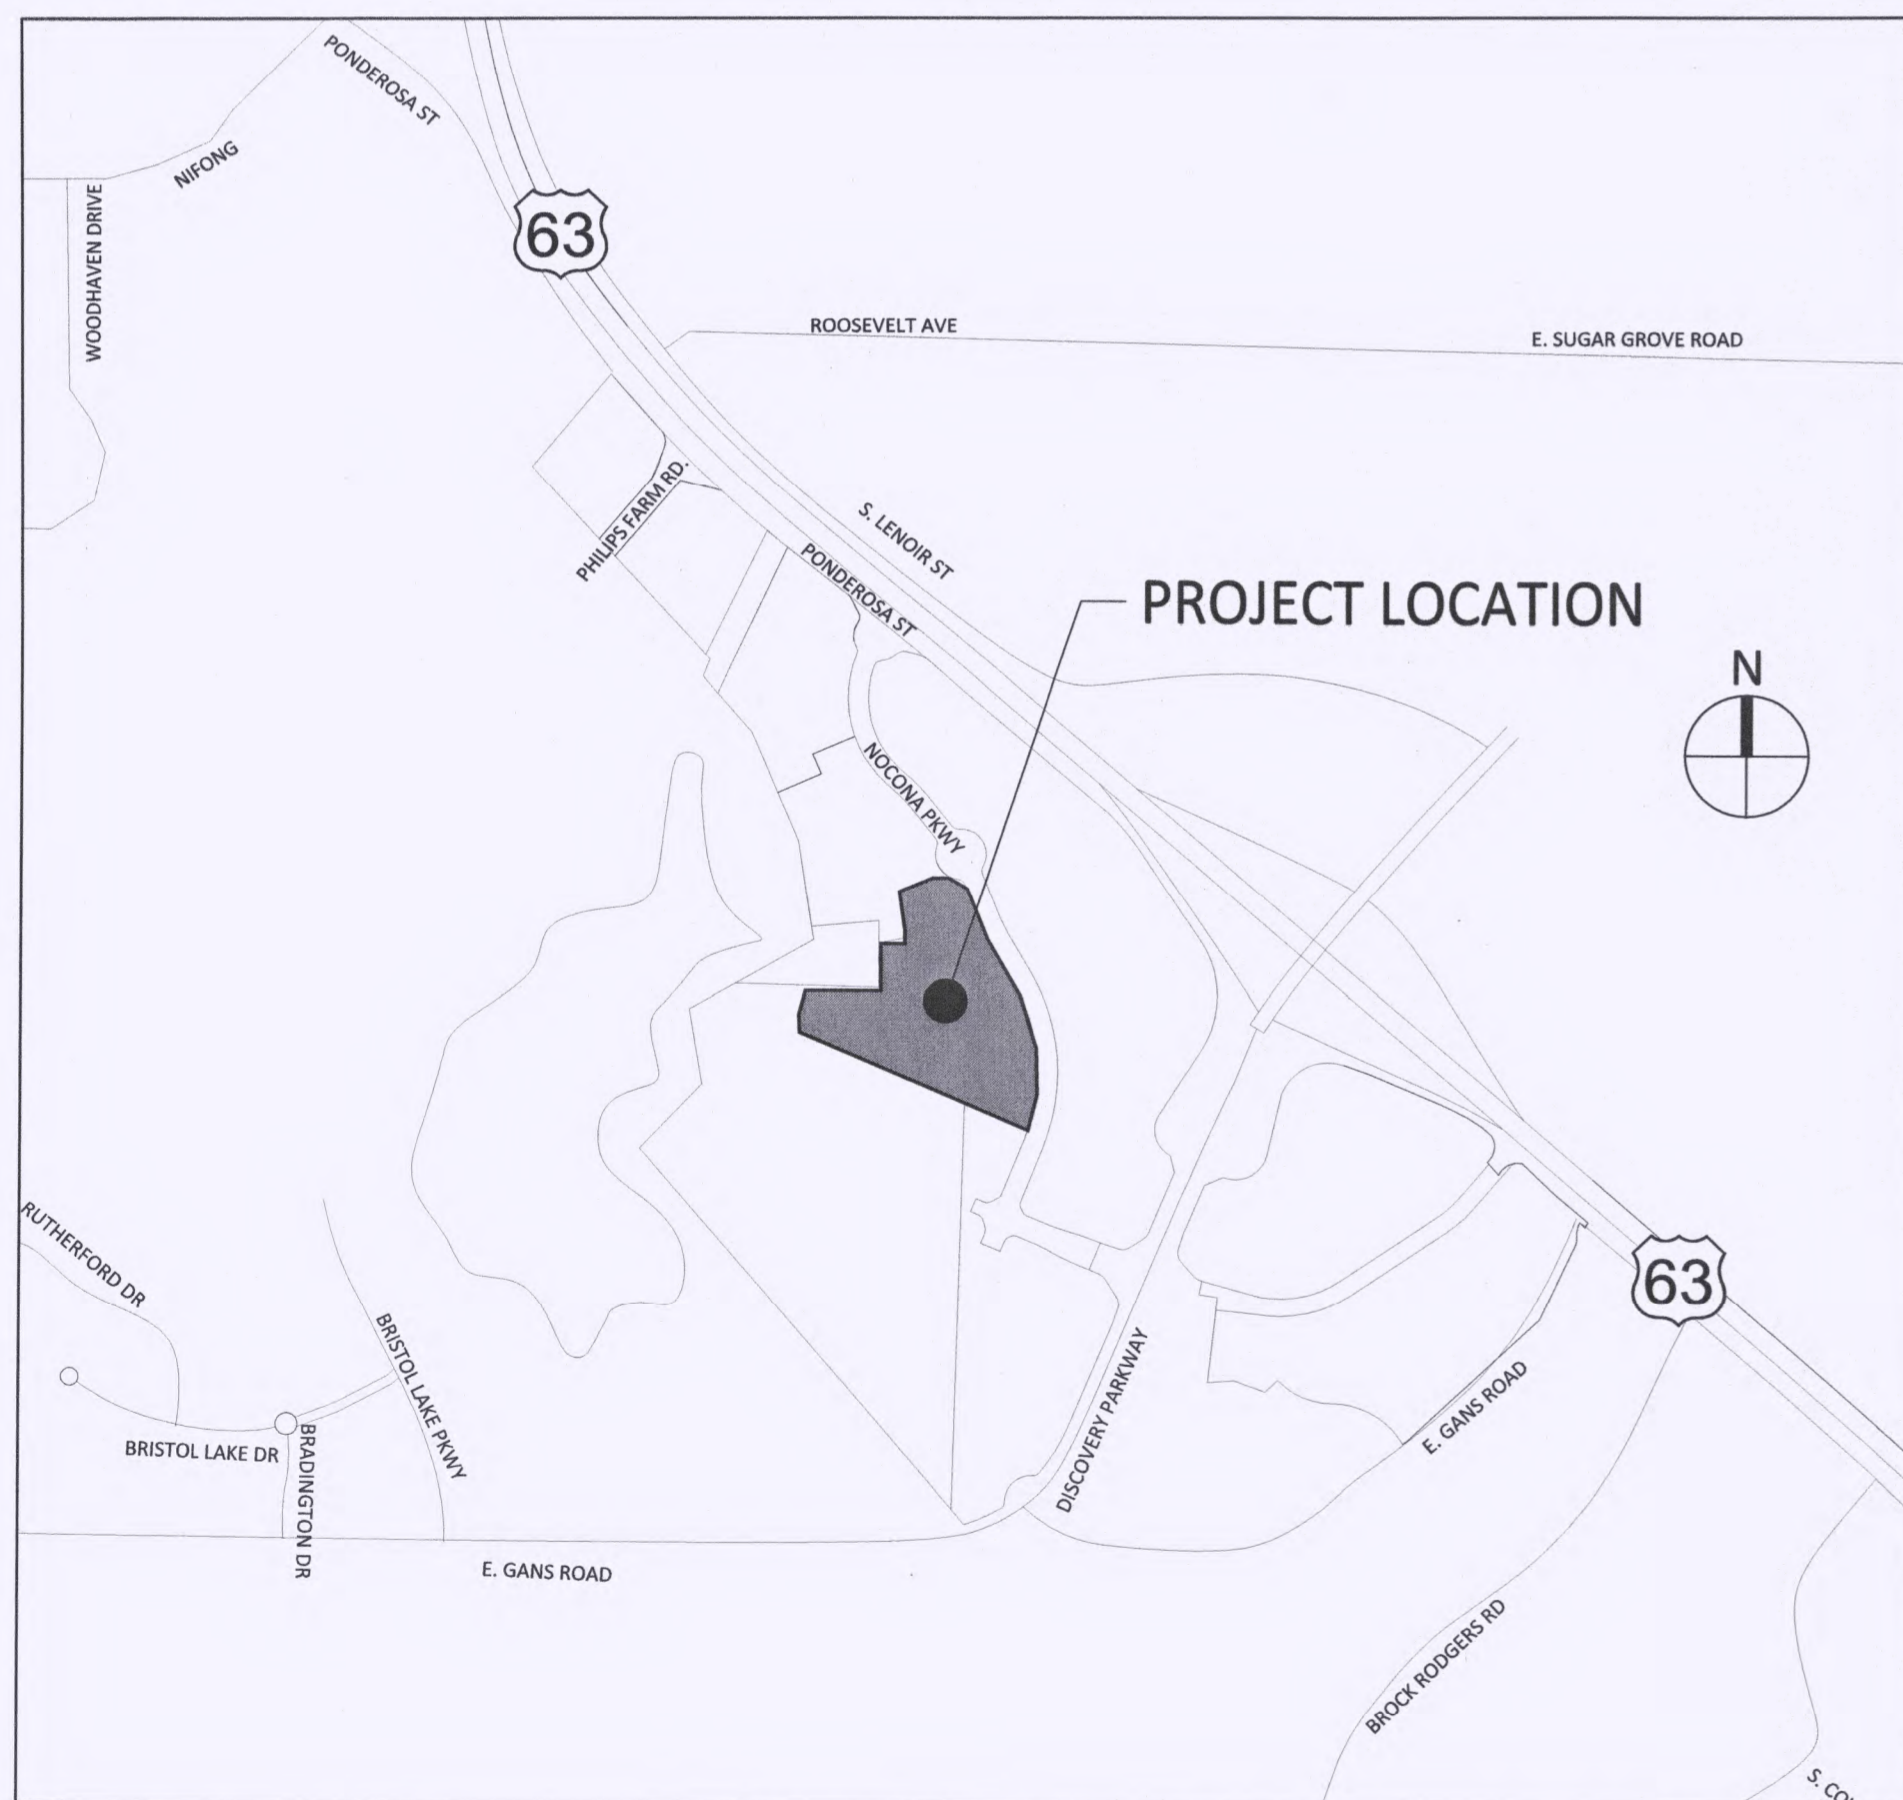 PONDEROSA ST
NIFONG
WOODHAVEN DRIVE
63
ROOSEVELT AVE
E. SUGAR GROVE ROAD
PHILIPS FARM RD.
S. LENOIR ST
PONDEROSA ST
PROJECT LOCATION
N
NOCONA PKWY
RUTHERFORD DR
63
BRISTOL LAKE PKWY
DISCOVERY PARKWAY
E. GANS ROAD
BRISTOL LAKE DR
BRADINGTON DR
E. GANS ROAD
BROCK RODGERS RD
S.